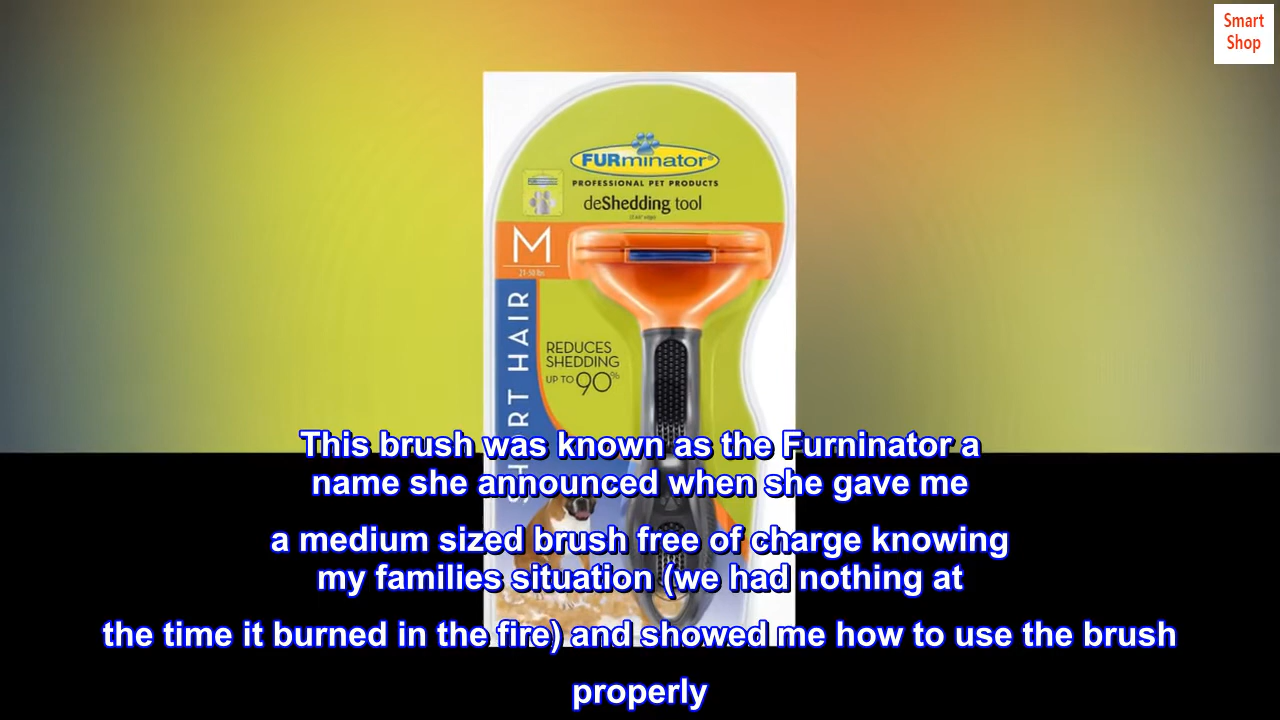 Smart
Shop
FURminator®
PROFESSIONAL PET PRODUCTS
deShedding tool
M
21-50 lbs
SHORT HAIR
REDUCES
SHEDDING
UP TO 90%
This brush was known as the Furninator a
name she announced when she gave me
a medium sized brush free of charge knowing
my families situation (we had nothing at
the time it burned in the fire) and showed me how to use the brush
properly